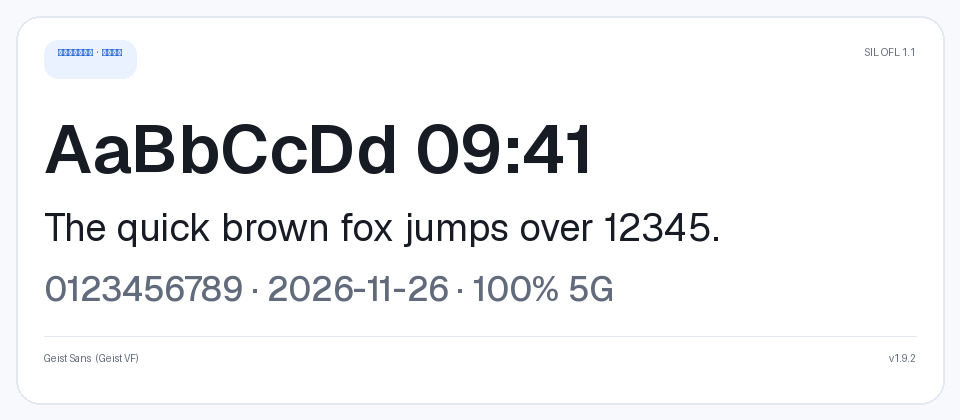 SIL OFL 1.1
AaBbCcDd 09:41
The quick brown fox jumps over 12345.
0123456789 · 2026-11-26 · 100% 5G
Geist Sans (Geist VF)
v1.9.2